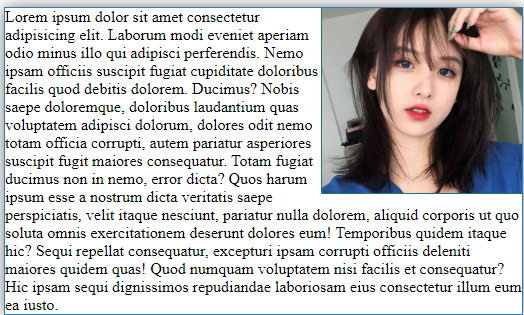 Lorem ipsum dolor sit amet consectetur
adipisicing elit. Laborum modi eveniet aperiam
odio minus illo qui adipisci perferendis. Nemo
ipsam officiis suscipit fugiat cupiditate doloribus
facilis quod debitis dolorem. Ducimus? Nobis
saepe doloremque, doloribus laudantium quas
voluptatem adipisci dolorum, dolores odit nemo
totam officia corrupti, autem pariatur asperiores
suscipit fugit maiores consequatur. Totam fugiat
ducimus non in nemo, error dicta? Quos harum
ipsum esse a nostrum dicta veritatis saepe
perspiciatis, velit itaque nesciunt, pariatur nulla dolorem, aliquid corporis ut quo
soluta omnis exercitationem deserunt dolores eum! Temporibus quidem itaque
hic? Sequi repellat consequatur, excepturi ipsam corrupti officiis deleniti
maiores quidem quas! Quod numquam voluptatem nisi facilis et consequatur?
Hic ipsam sequi dignissimos repudiandae laboriosam eius consectetur illum eum
ea iusto.